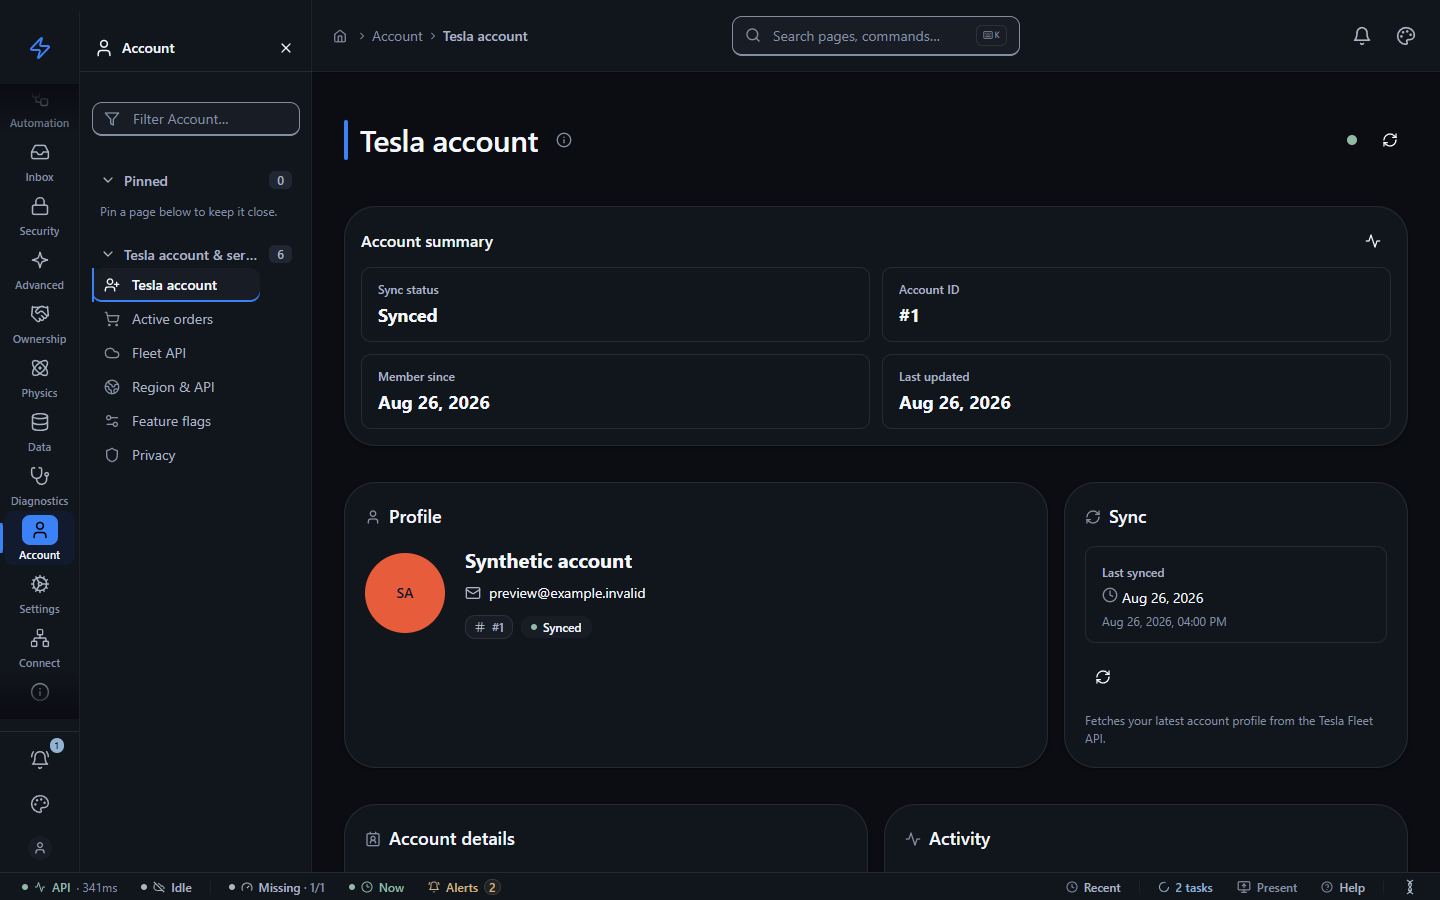 Automation
Inbox
Security
Advanced
Ownership
Physics
Data
Diagnostics
Account
Settings
Connect
1
Account
Filter Account...
Pinned 0
Pin a page below to keep it close.
Tesla account & ser... 6
Tesla account
Active orders
Fleet API
Region & API
Feature flags
Privacy
Account
Tesla account
Search pages, commands...
K
Tesla account
Account summary
Sync status
Synced
Account ID
#1
Member since
Aug 26, 2026
Last updated
Aug 26, 2026
Profile
SA
Synthetic account
preview@example.invalid
#1
Synced
Sync
Last synced
Aug 26, 2026
Aug 26, 2026, 04:00 PM
Fetches your latest account profile from the Tesla Fleet
API.
Account details
Activity
API · 341ms
Idle
Missing · 1/1
Now
Alerts 2
Recent
2 tasks
Present
Help